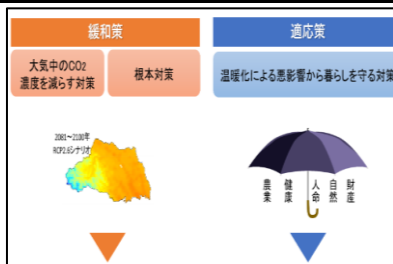 緩和策
大気中のCO2
濃度を減らす対策
根本対策
2081～2100年
RCP2.6シナリオ
適応策
温暖化による悪影響から暮らしを守る対策
農業
健康
人命
自然
財産